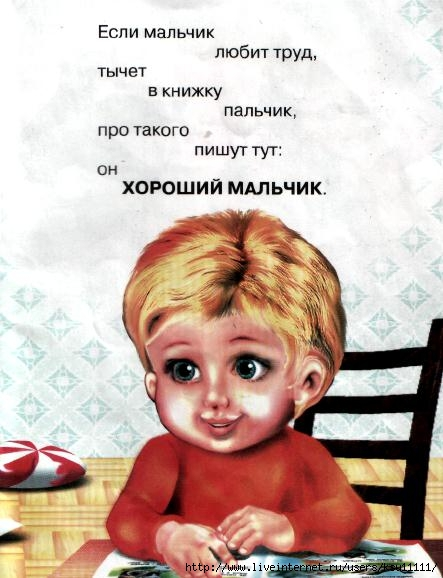 Если мальчик
любит труд,
тычет
в книжку
пальчик,
про такого
пишут тут:
он
ХОРОШИЙ МАЛЬЧИК.